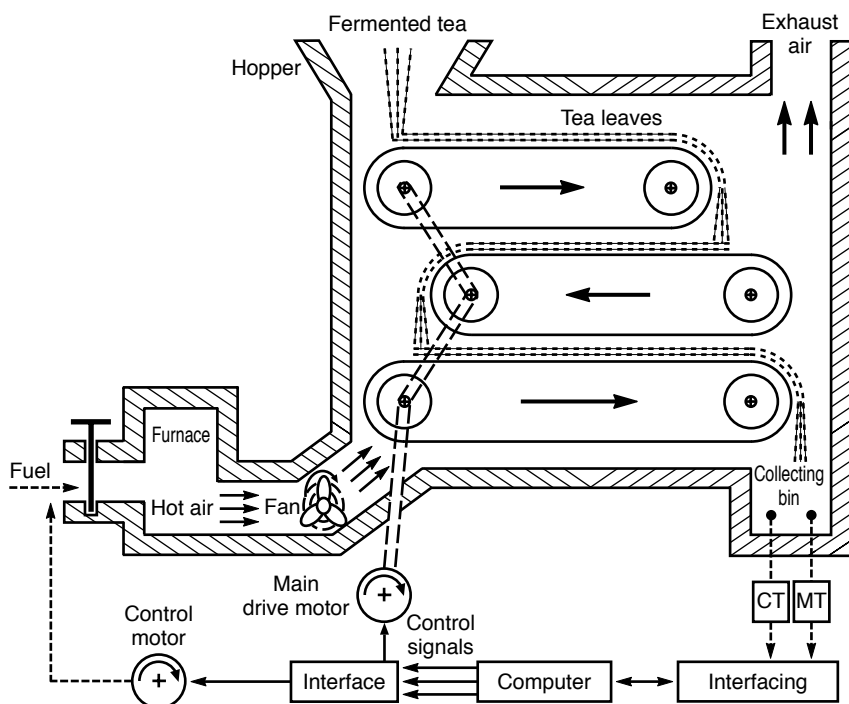 Fermented tea
Exhaust
air
Hopper
Tea leaves
Furnace
Fuel
Hot air
Fan
Collecting
bin
Main
drive motor
CT
MT
Control
motor
Control
signals
Interface
Computer
Interfacing